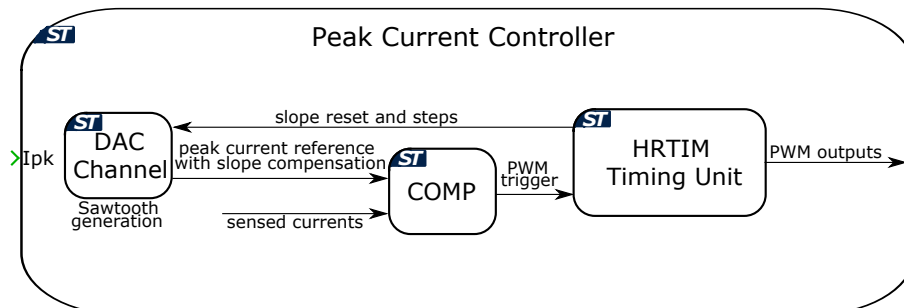 ST
Peak Current Controller
slope reset and steps
ST
DAC
Channel
Ipk
Sawtooth
generation
peak current reference
with slope compensation
sensed currents
ST
COMP
PWM
trigger
ST
HRTIM
Timing Unit
PWM outputs